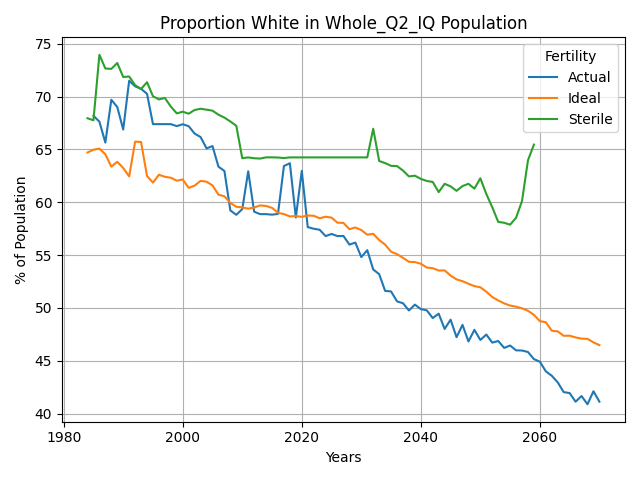 Proportion White in Whole_Q2_IQ Population
% of Population
75
70
65
60
55
50
45
40
1980
2000
2020
2040
2060
Years
Fertility
Actual
Ideal
Sterile